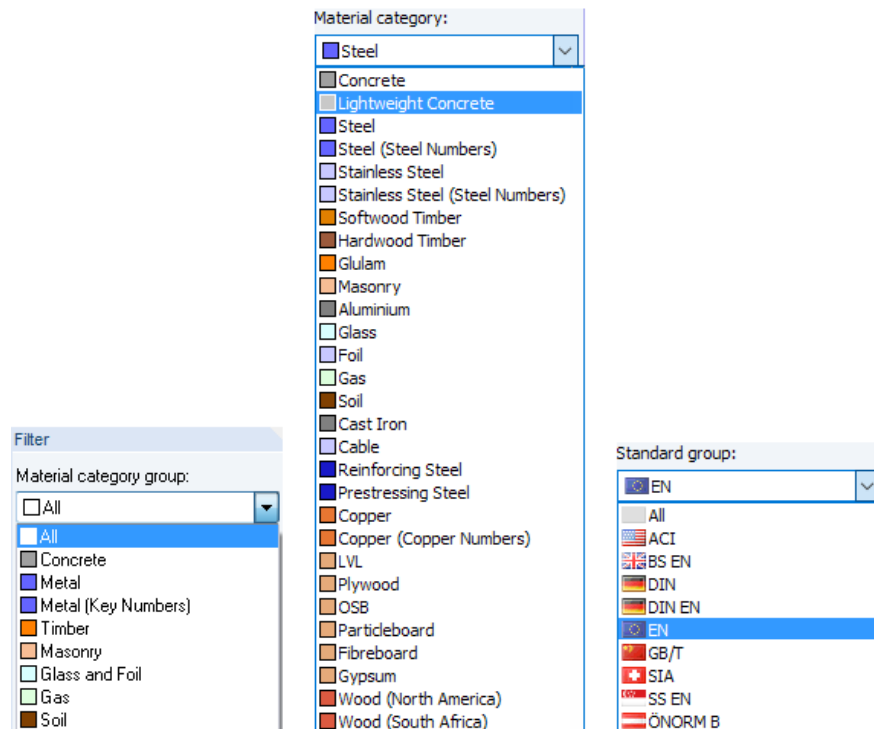 Filter
Material category group:
All
All
Concrete
Metal
Metal (Key Numbers)
Timber
Masonry
Glass and Foil
Gas
Soil
Material category:
Steel
Concrete
Lightweight Concrete
Steel
Steel (Steel Numbers)
Stainless Steel
Stainless Steel (Steel Numbers)
Softwood Timber
Hardwood Timber
Glulam
Masonry
Aluminium
Glass
Foil
Gas
Soil
Cast Iron
Cable
Reinforcing Steel
Prestressing Steel
Copper
Copper (Copper Numbers)
LVL
Plywood
OSB
Particleboard
Fibreboard
Gypsum
Wood (North America)
Wood (South Africa)
Standard group:
EN
All
ACI
BS EN
DIN
DIN EN
EN
GB/T
SIA
SS EN
ÖNORM B